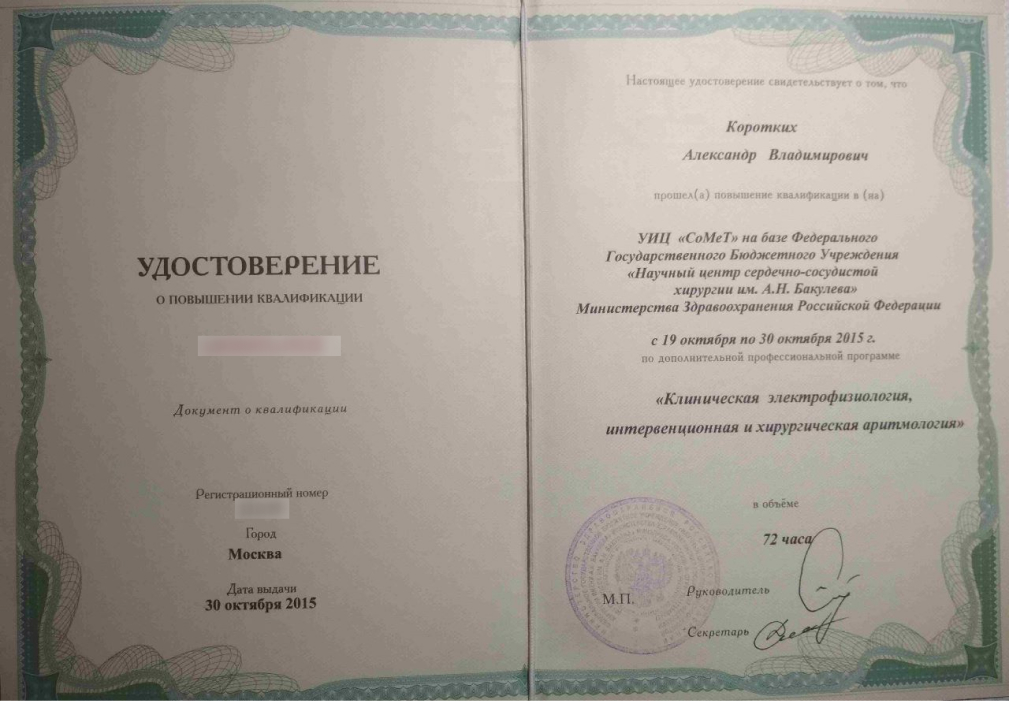 УДОСТОВЕРЕНИЕ
О ПОВЫШЕНИИ КВАЛИФИКАЦИИ
Документ о квалификации
Регистрационный номер
Город
Москва
Дата выдачи
30 октября 2015
Настоящее удостоверение свидетельствует о том, что
Коротких
Александр Владимирович
прошел(а) повышение квалификации в (на)
УИЦ «СоМеТ» на базе Федерального
Государственного Бюджетного Учреждения
«Научный центр сердечно-сосудистой
хирургии им. А.Н. Бакулева»
Министерства Здравоохранения Российской Федерации
с 19 октября по 30 октября 2015 г.
по дополнительной профессиональной программе
«Клиническая электрофизиология,
интервенционная и хирургическая аритмология»
в объёме
72 часа
М.П.
Руководитель
Секретарь